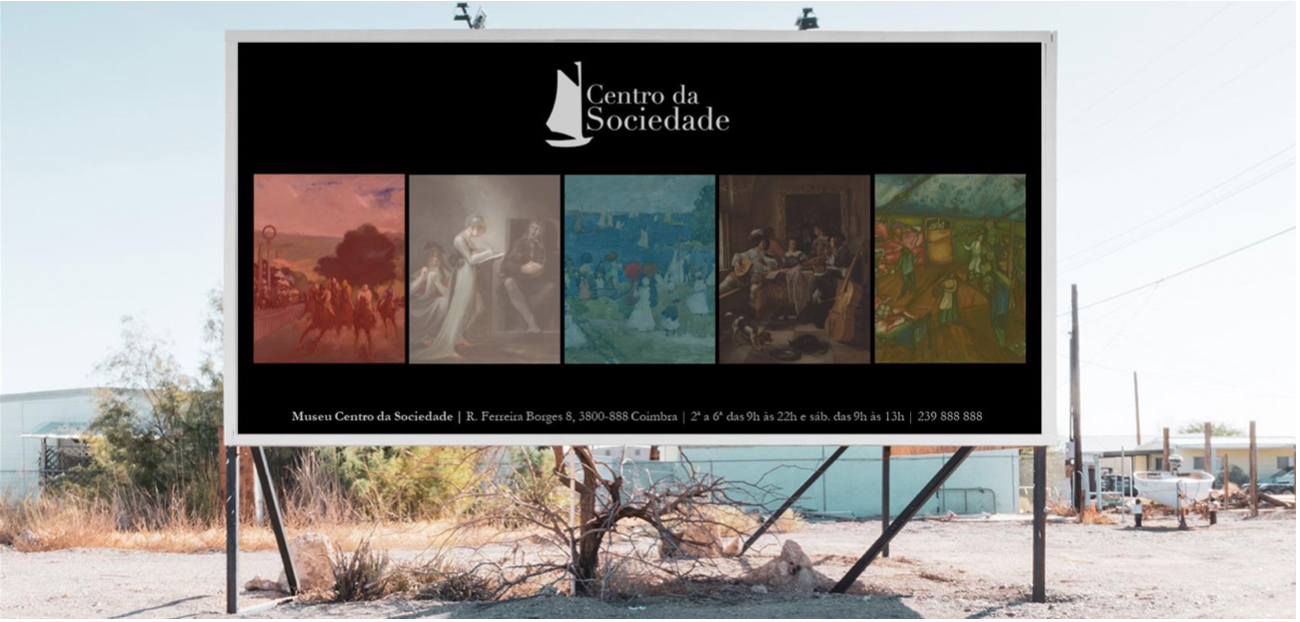 Centro da
Sociedade
Museu Centro da Sociedade | R. Ferreira Borges 8, 3800-888 Coimbra | 2ª a 6ª das 9h às 22h e sáb. das 9h às 13h | 239 888 888